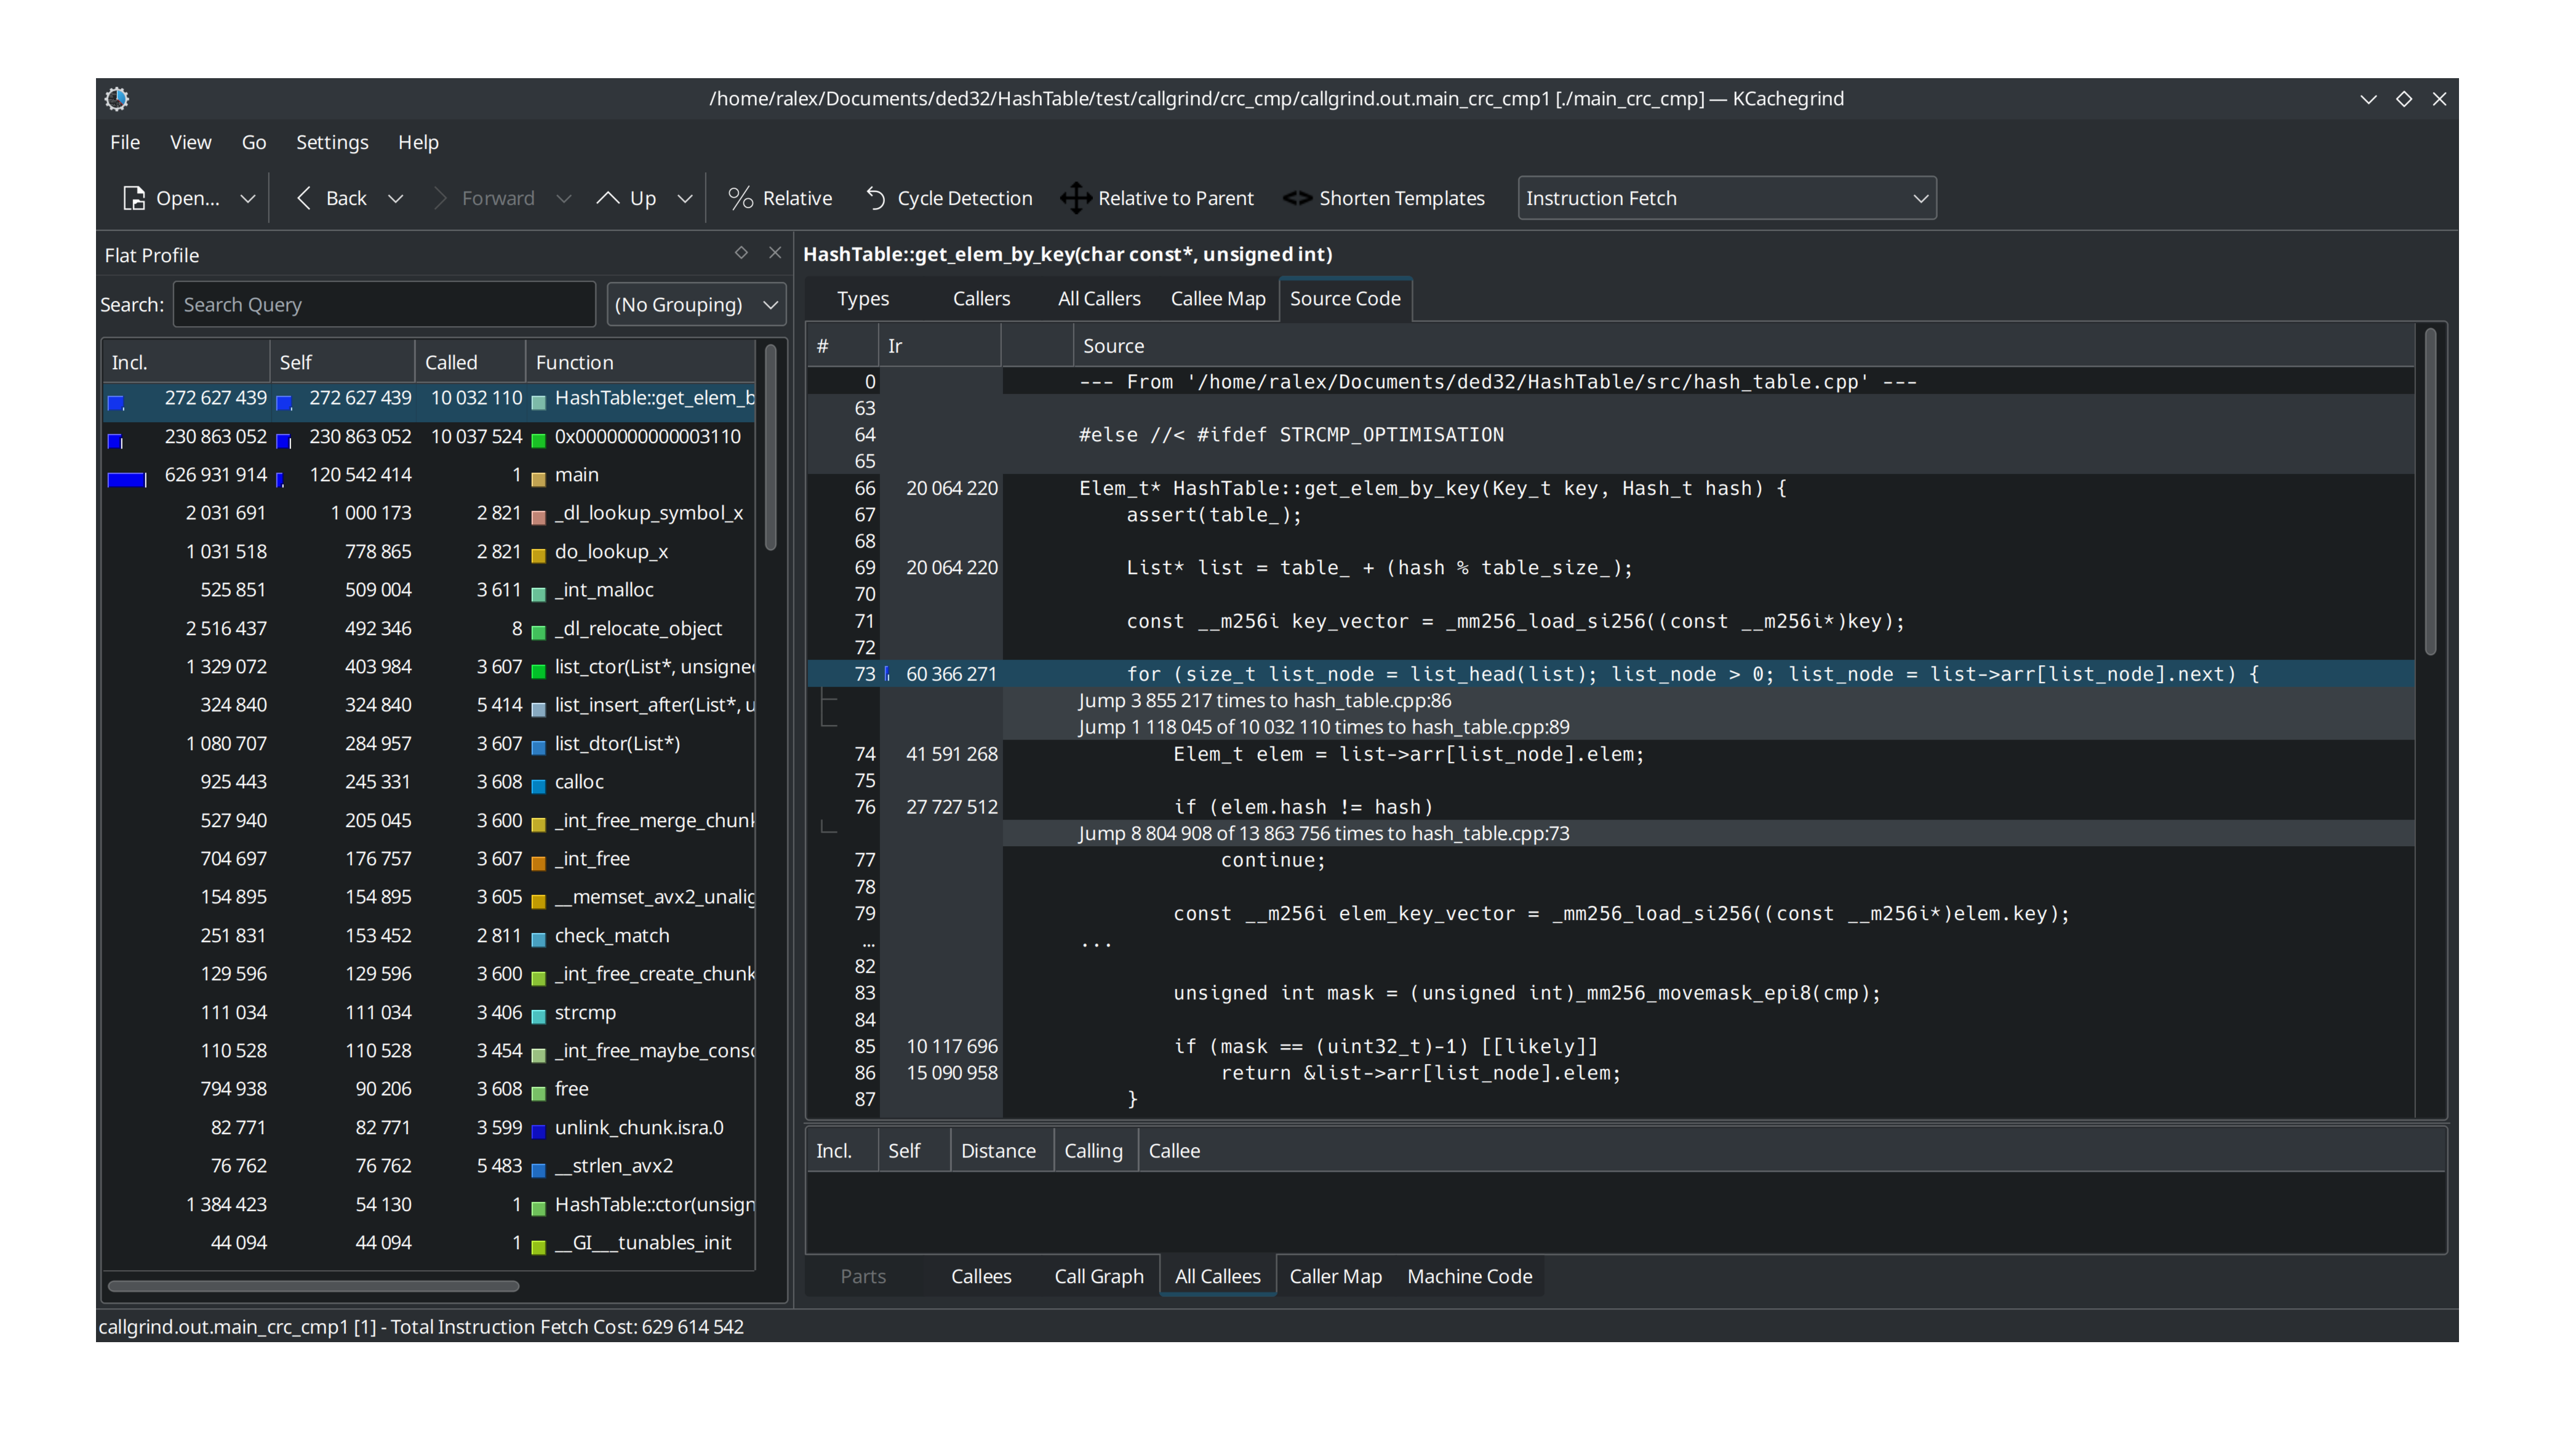 /home/ralex/Documents/ded32/HashTable/test/callgrind/crc_cmp/callgrind.out.main_crc_cmp1 [./main_crc_cmp] — KCachegrind
File View Go Settings Help
Open... Back Forward Up Relative Cycle Detection Relative to Parent Shorten Templates Instruction Fetch
Flat Profile
Search: Search Query (No Grouping)
Incl. Self Called Function
272 627 439 272 627 439 10 032 110 HashTable::get_elem_b
230 863 052 230 863 052 10 037 524 0x0000000000003110
626 931 914 120 542 414 1 main
2 031 691 1 000 173 2 821 _dl_lookup_symbol_x
1 031 518 778 865 2 821 do_lookup_x
525 851 509 004 3 611 _int_malloc
2 516 437 492 346 8 _dl_relocate_object
1 329 072 403 984 3 607 list_ctor(List*, unsigne
324 840 324 840 5 414 list_insert_after(List*, u
1 080 707 284 957 3 607 list_dtor(List*)
925 443 245 331 3 608 calloc
527 940 205 045 3 600 _int_free_merge_chunk
704 697 176 757 3 607 _int_free
154 895 154 895 3 605 __memset_avx2_unalig
251 831 153 452 2 811 check_match
129 596 129 596 3 600 _int_free_create_chunk
111 034 111 034 3 406 strcmp
110 528 110 528 3 454 _int_free_maybe_conso
794 938 90 206 3 608 free
82 771 82 771 3 599 unlink_chunk.isra.0
76 762 76 762 5 483 __strlen_avx2
1 384 423 54 130 1 HashTable::ctor(unsign
44 094 44 094 1 __GI___tunables_init
HashTable::get_elem_by_key(char const*, unsigned int)
Types Callers All Callers Callee Map Source Code
# Ir Source
0 --- From '/home/ralex/Documents/ded32/HashTable/src/hash_table.cpp' ---
63
64 #else //< #ifdef STRCMP_OPTIMISATION
65
66 20 064 220 Elem_t* HashTable::get_elem_by_key(Key_t key, Hash_t hash) {
67 assert(table_);
68
69 20 064 220 List* list = table_ + (hash % table_size_);
70
71 const __m256i key_vector = _mm256_load_si256((const __m256i*)key);
72
73 60 366 271 for (size_t list_node = list_head(list); list_node > 0; list_node = list->arr[list_node].next) {
Jump 3 855 217 times to hash_table.cpp:86
Jump 1 118 045 of 10 032 110 times to hash_table.cpp:89
74 41 591 268 Elem_t elem = list->arr[list_node].elem;
75
76 27 727 512 if (elem.hash != hash)
Jump 8 804 908 of 13 863 756 times to hash_table.cpp:73
77 continue;
78
79 const __m256i elem_key_vector = _mm256_load_si256((const __m256i*)elem.key);
... ...
82
83 unsigned int mask = (unsigned int)_mm256_movemask_epi8(cmp);
84
85 10 117 696 if (mask == (uint32_t)-1) [[likely]]
86 15 090 958 return &list->arr[list_node].elem;
87 }
Incl. Self Distance Calling Callee
Parts Callees Call Graph All Callees Caller Map Machine Code
callgrind.out.main_crc_cmp1 [1] - Total Instruction Fetch Cost: 629 614 542